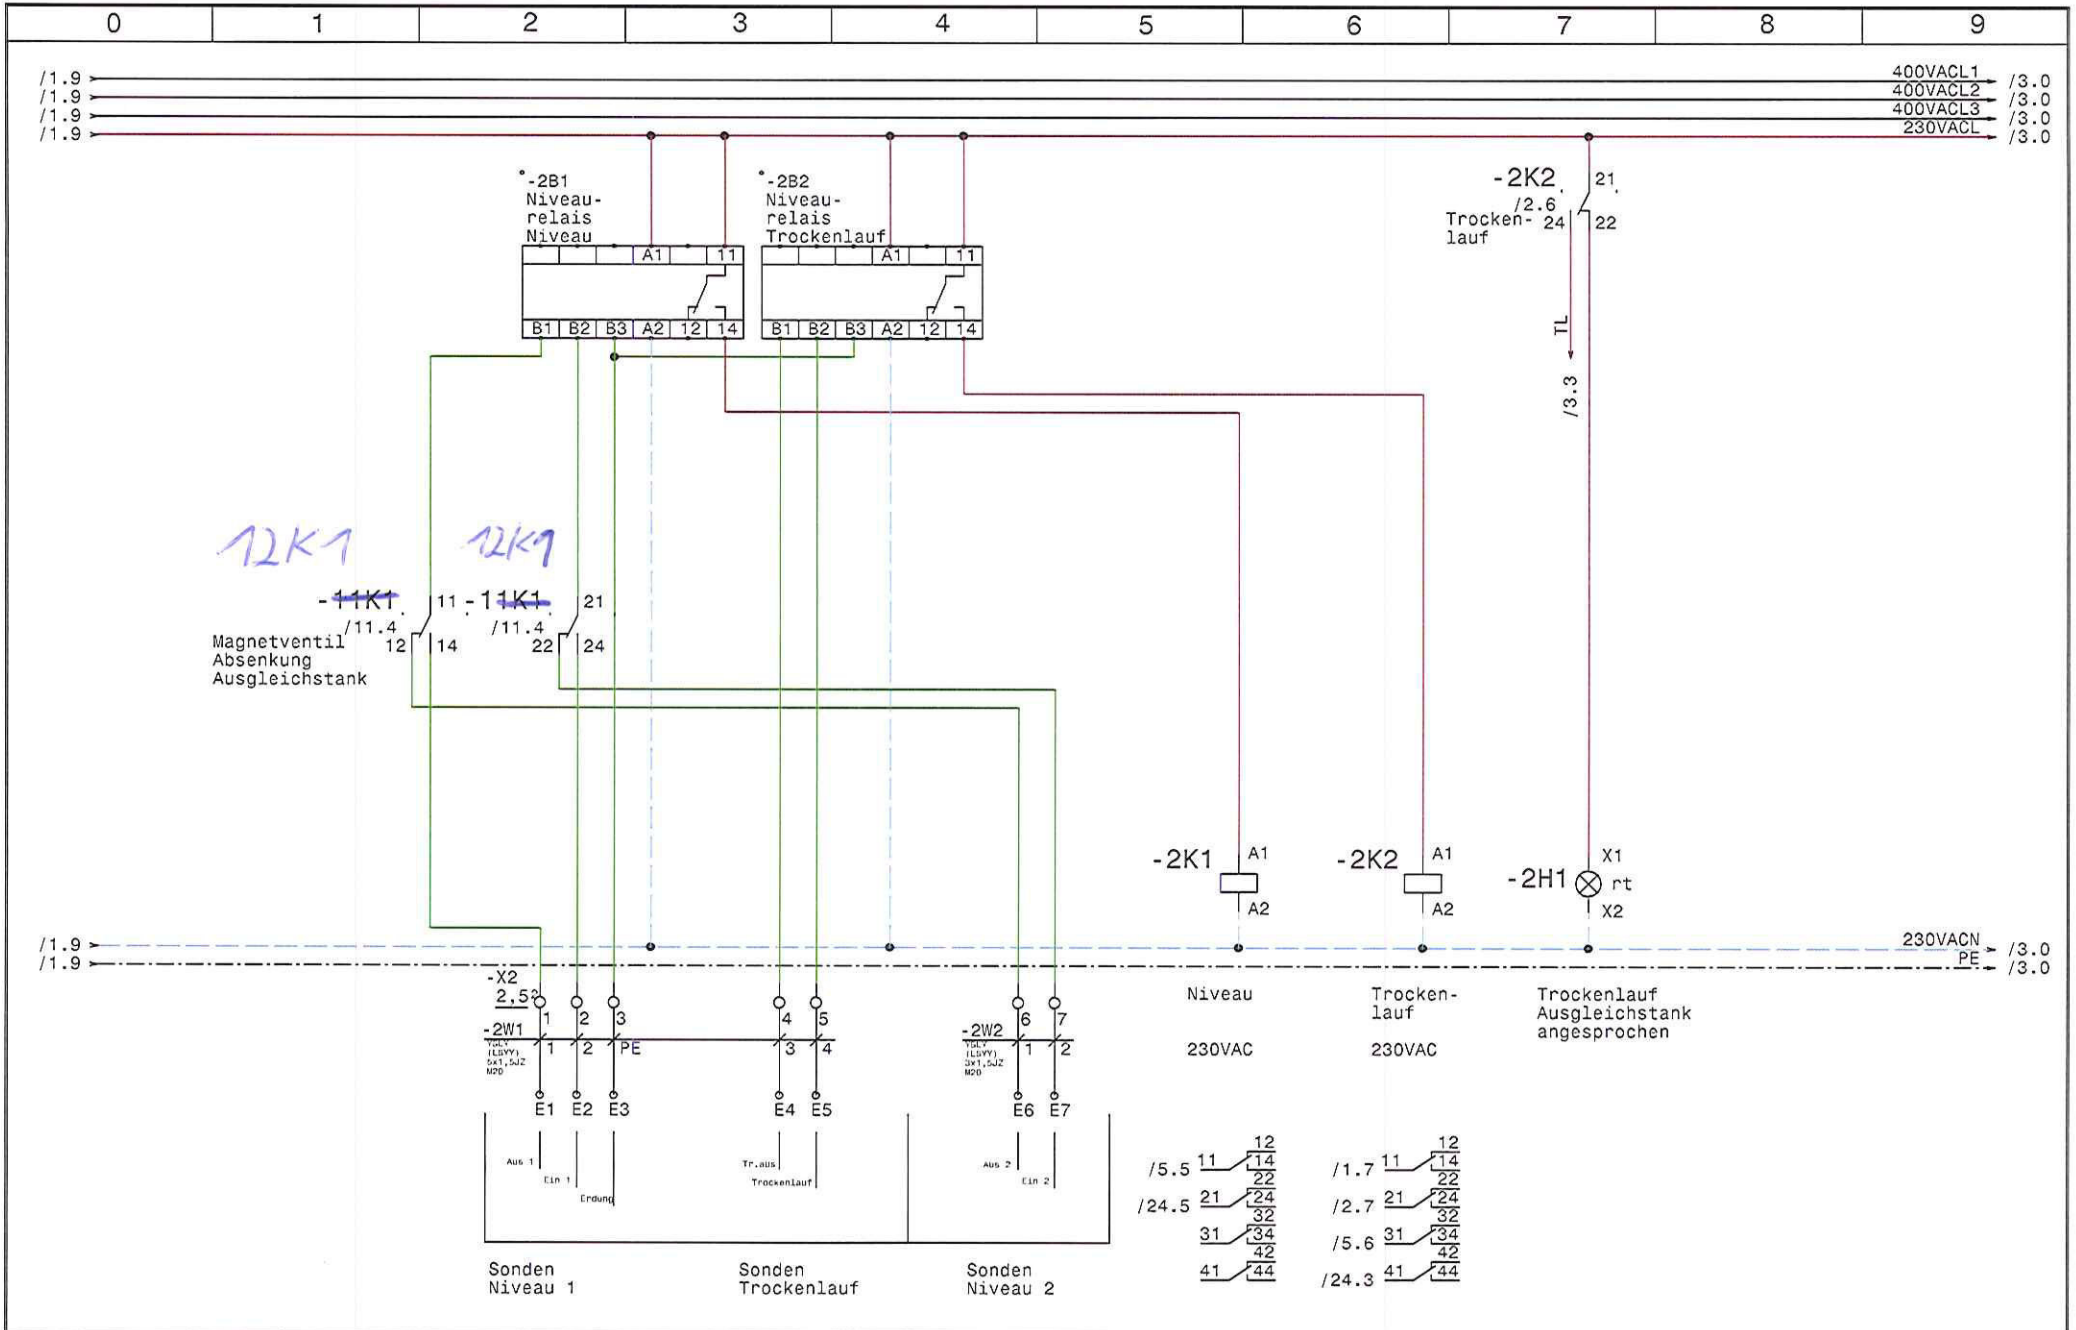 0 1 2 3 4 5 6 7 8 9
/1.9 400VACL1 /3.0
/1.9 400VACL2 /3.0
/1.9 400VACL3 /3.0
/1.9 230VACL /3.0
-2B1
Niveau-
relais
Niveau
-2B2
Niveau-
relais
Trockenlauf
A1 11
B1 B2 B3 A2 12 14
A1 11
B1 B2 B3 A2 12 14
-2K2 21
/2.6
Trocken-
lauf
24 22
TL
/3.3
12K1 12K1
-11K1 11 -11K1 21
/11.4 /11.4
12 14 22 24
Magnetventil
Absenkung
Ausgleichstank
-2K1 A1
A2
-2K2 A1
A2
-2H1 X1
rt
X2
/1.9 230VACN /3.0
/1.9 PE /3.0
-X2
2,5²
1 2 3 4 5 6 7
-2W1
(LSYY)
5x1,5JZ
M20
1 2 PE 3 4
-2W2
(LSYY)
3x1,5JZ
M20
1 2
Niveau
230VAC
Trocken-
lauf
230VAC
Trockenlauf
Ausgleichstank
angesprochen
E1 E2 E3 E4 E5 E6 E7
Aus 1
Ein 1
Erdung
Tr.aus
Trockenlauf
Aus 2
Ein 2
Sonden
Niveau 1
Sonden
Trockenlauf
Sonden
Niveau 2
12
/5.5 11 14
22
/24.5 21 24
32
31 34
42
41 44
12
/1.7 11 14
22
/2.7 21 24
32
/5.6 31 34
42
/24.3 41 44